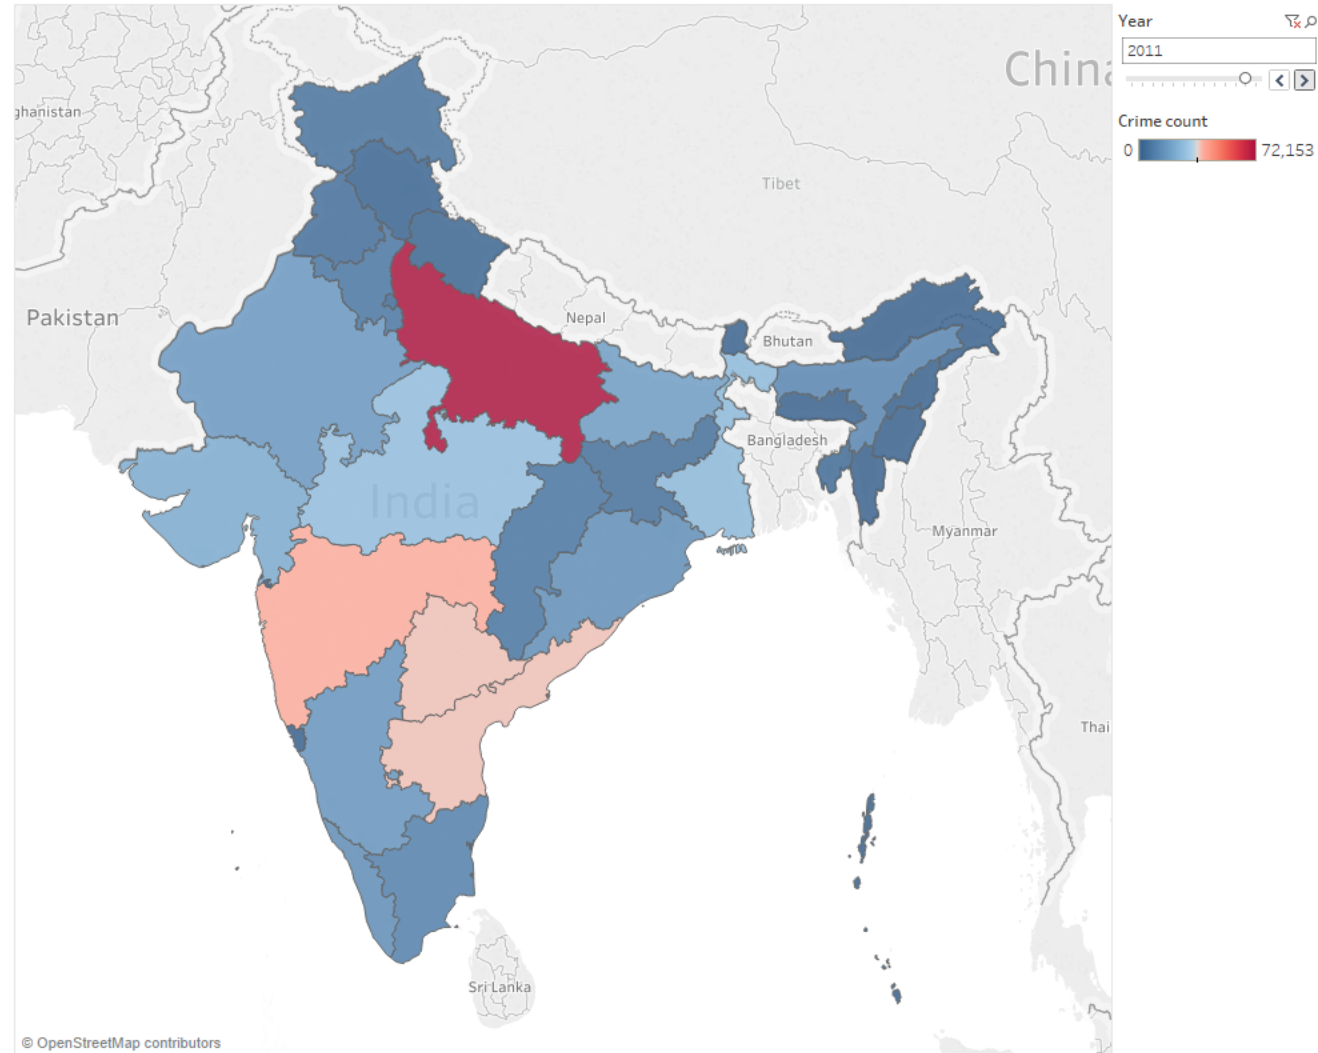 Year
2011
Crime count
0 72,153
China
ghanistan
Tibet
Pakistan
Nepal
Bhutan
Bangladesh
India
Myanmar
Thai
Sri Lanka
© OpenStreetMap contributors